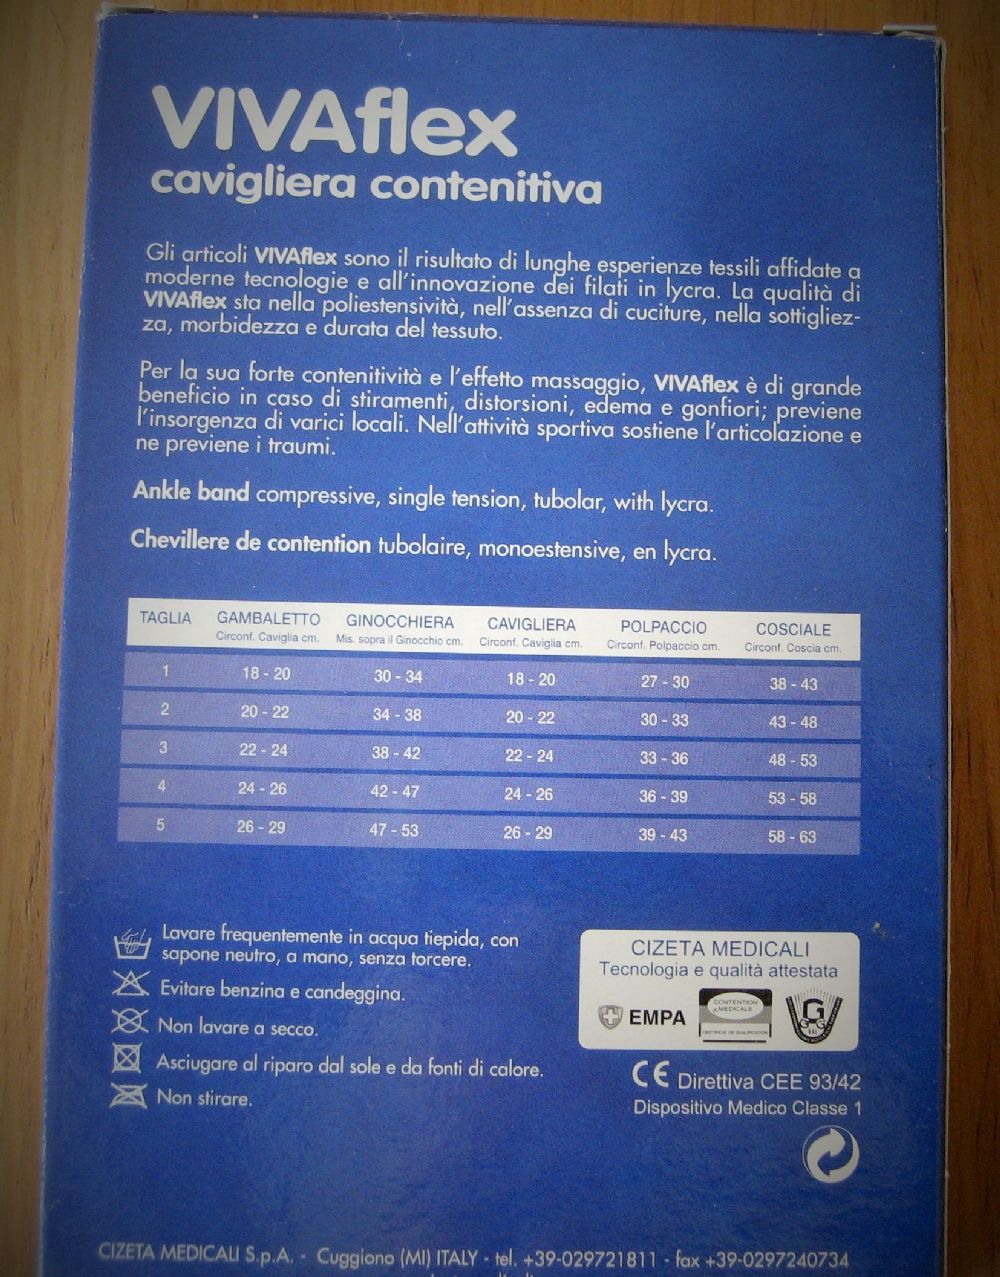 VIVAflex
cavigliera contenitiva
Gli articoli VIVAflex sono il risultato di lunghe esperienze tessili affidate a
moderne tecnologie e all'innovazione dei filati in lycra. La qualità di
VIVAflex sta nella poliestensività, nell'assenza di cuciture, nella sottigliez-
za, morbidezza e durata del tessuto.
Per la sua forte contenitività e l'effetto massaggio, VIVAflex è di grande
beneficio in caso di stiramenti, distorsioni, edema e gonfiori; previene
l'insorgenza di varici locali. Nell'attività sportiva sostiene l'articolazione e
ne previene i traumi.
Ankle band compressive, single tension, tubolar, with lycra.
Chevillere de contention tubolaire, monoestensive, en lycra.
TAGLIA GAMBALETTO GINOCCHIERA CAVIGLIERA POLPACCIO COSCIALE
Circonf. Caviglia cm. Mis. sopra il Ginocchio cm. Circonf. Caviglia cm. Circonf. Polpaccio cm. Circonf. Coscia cm.
1 18 - 20 30 - 34 18 - 20 27 - 30 38 - 43
2 20 - 22 34 - 38 20 - 22 30 - 33 43 - 48
3 22 - 24 38 - 42 22 - 24 33 - 36 48 - 53
4 24 - 26 42 - 47 24 - 26 36 - 39 53 - 58
5 26 - 29 47 - 53 26 - 29 39 - 43 58 - 63
Lavare frequentemente in acqua tiepida, con
sapone neutro, a mano, senza torcere.
Evitare benzina e candeggina.
Non lavare a secco.
Asciugare al riparo dal sole e da fonti di calore.
Non stirare.
CIZETA MEDICALI
Tecnologia e qualità attestata
EMPA
CONTENTION
& MEDICALE
CERTIFICAT DE QUALIFICATION
GGG
CE Direttiva CEE 93/42
Dispositivo Medico Classe 1
CIZETA MEDICALI S.p.A. - Cuggiono (MI) ITALY - tel. +39-029721811 - fax +39-0297240734